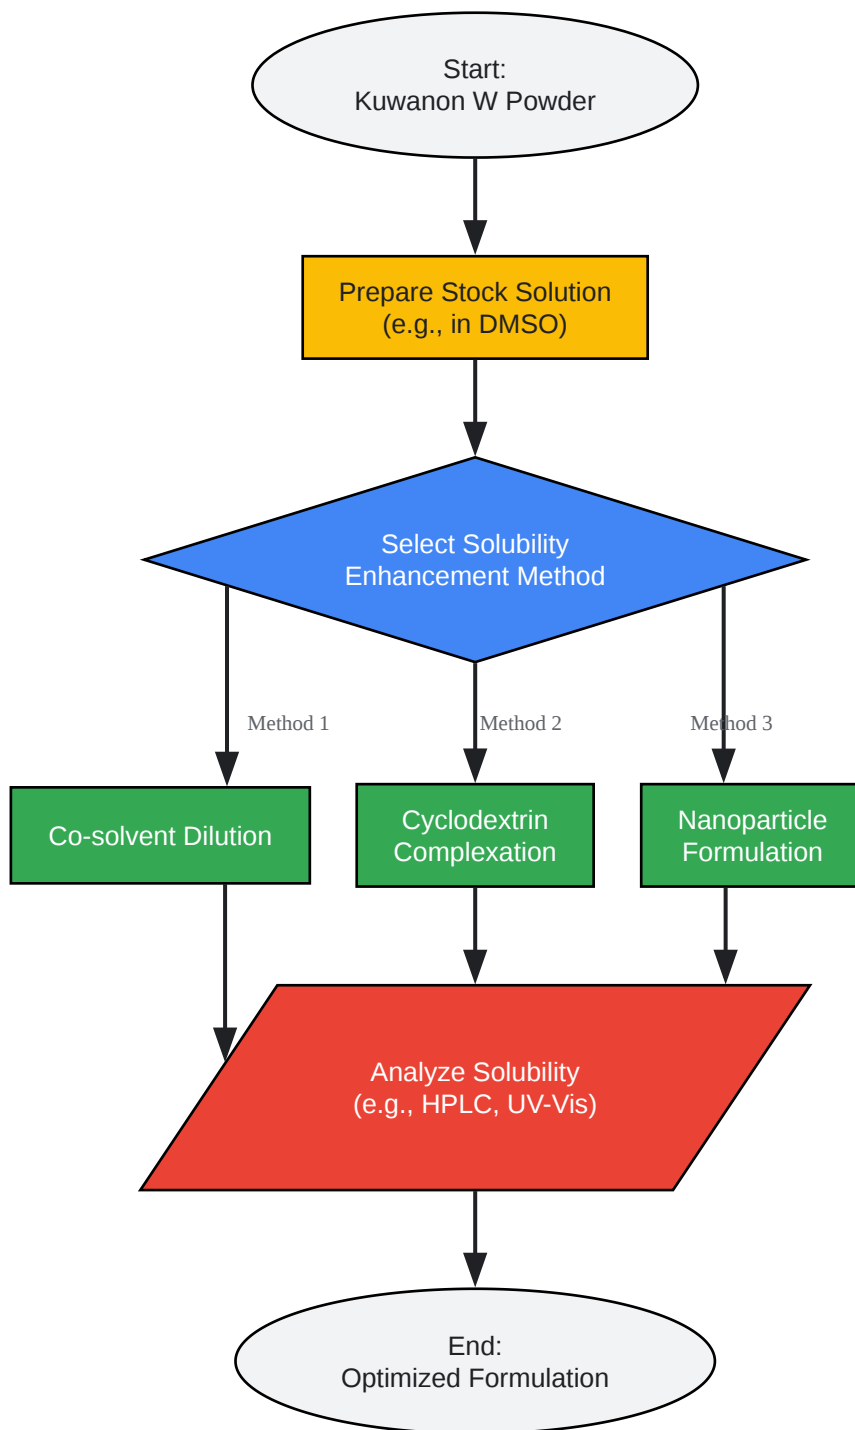 Start:
Kuwanon W Powder
Prepare Stock Solution
(e.g., in DMSO)
Select Solubility
Enhancement Method
Method 1
Method 2
Method 3
Co-solvent Dilution
Cyclodextrin
Complexation
Nanoparticle
Formulation
Analyze Solubility
(e.g., HPLC, UV-Vis)
End:
Optimized Formulation